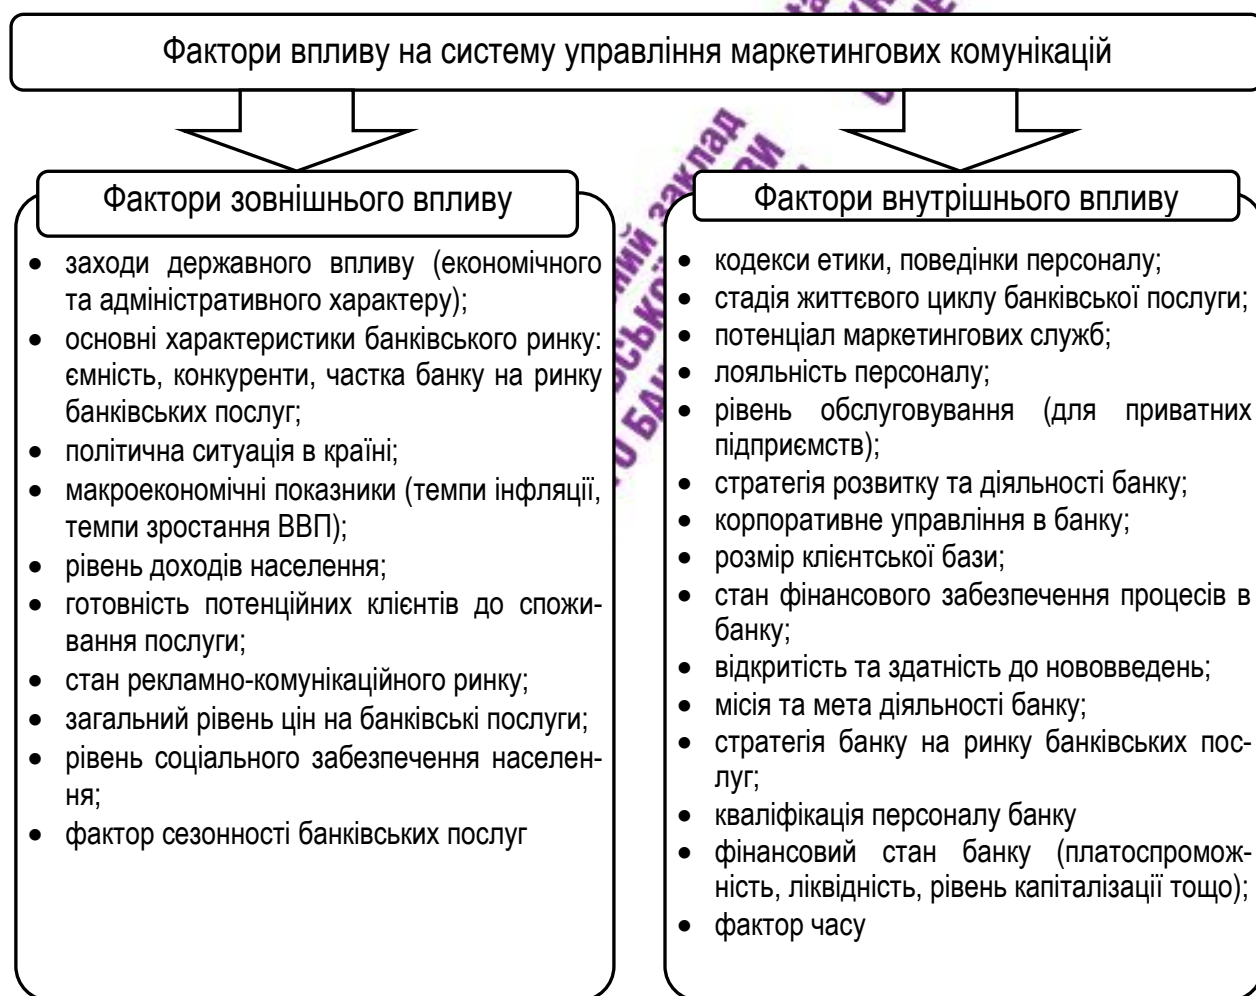 Фактори впливу на систему управління маркетингових комунікацій
Фактори зовнішнього впливу
• заходи державного впливу (економічного
та адміністративного характеру);
• основні характеристики банківського ринку:
ємність, конкуренти, частка банку на ринку
банківських послуг;
• політична ситуація в країні;
• макроекономічні показники (темпи інфляції,
темпи зростання ВВП);
• рівень доходів населення;
• готовність потенційних клієнтів до спожи-
вання послуги;
• стан рекламно-комунікаційного ринку;
• загальний рівень цін на банківські послуги;
• рівень соціального забезпечення населен-
ня;
• фактор сезонності банківських послуг
Фактори внутрішнього впливу
• кодекси етики, поведінки персоналу;
• стадія життєвого циклу банківської послуги;
• потенціал маркетингових служб;
• лояльність персоналу;
• рівень обслуговування (для приватних
підприємств);
• стратегія розвитку та діяльності банку;
• корпоративне управління в банку;
• розмір клієнтської бази;
• стан фінансового забезпечення процесів в
банку;
• відкритість та здатність до нововведень;
• місія та мета діяльності банку;
• стратегія банку на ринку банківських пос-
луг;
• кваліфікація персоналу банку
• фінансовий стан банку (платоспромож-
ність, ліквідність, рівень капіталізації тощо);
• фактор часу
заклад